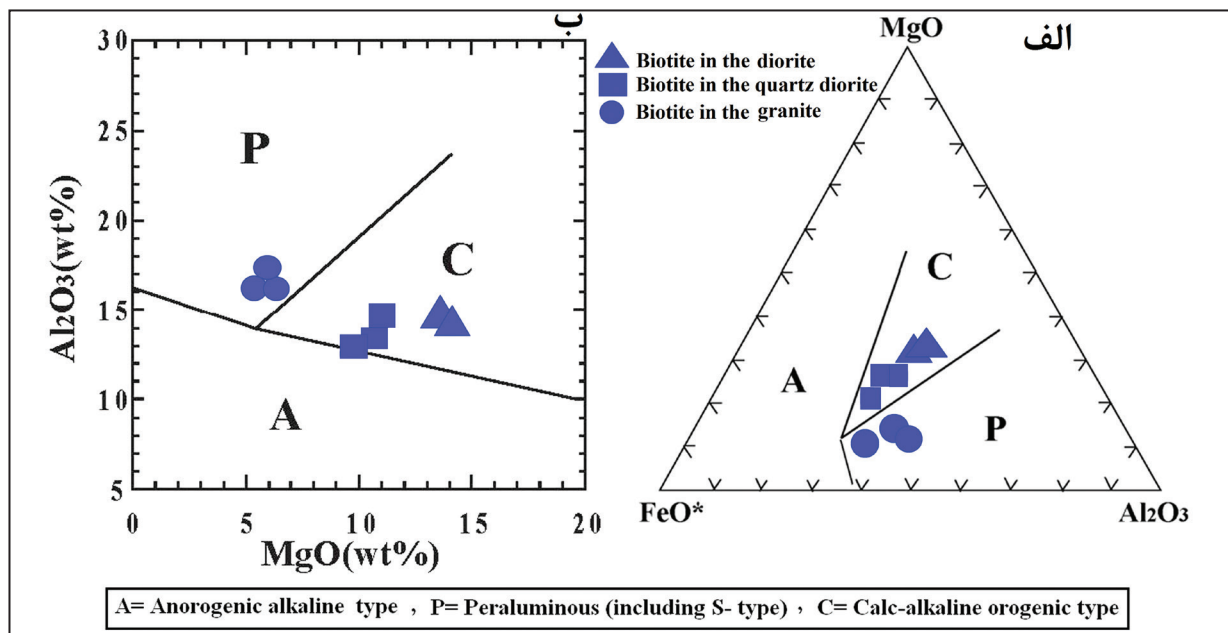 ب
30
25
20
15
10
5
Al₂O₃(wt%)
P
C
A
0
5
10
15
20
MgO(wt%)
Biotite in the diorite
Biotite in the quartz diorite
Biotite in the granite
الف
MgO
C
A
P
FeO*
Al₂O₃
A= Anorogenic alkaline type , P= Peraluminous (including S- type) , C= Calc-alkaline orogenic type